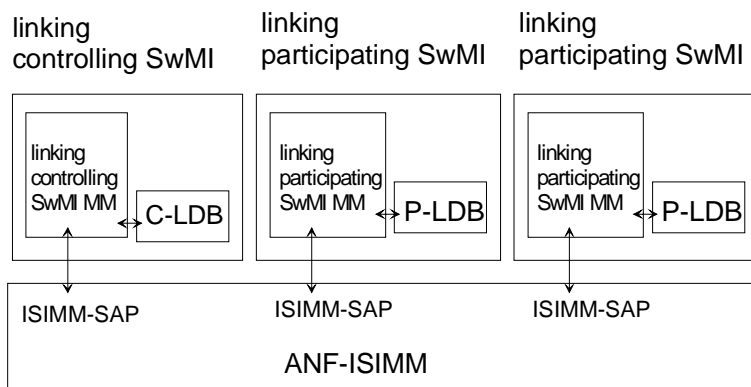 linking
controlling SwMI
linking
participating SwMI
linking
participating SwMI
linking
controlling
SwMI MM
C-LDB
linking
participating
SwMI MM
P-LDB
linking
participating
SwMI MM
P-LDB
ISIMM-SAP
ISIMM-SAP
ISIMM-SAP
ANF-ISIMM